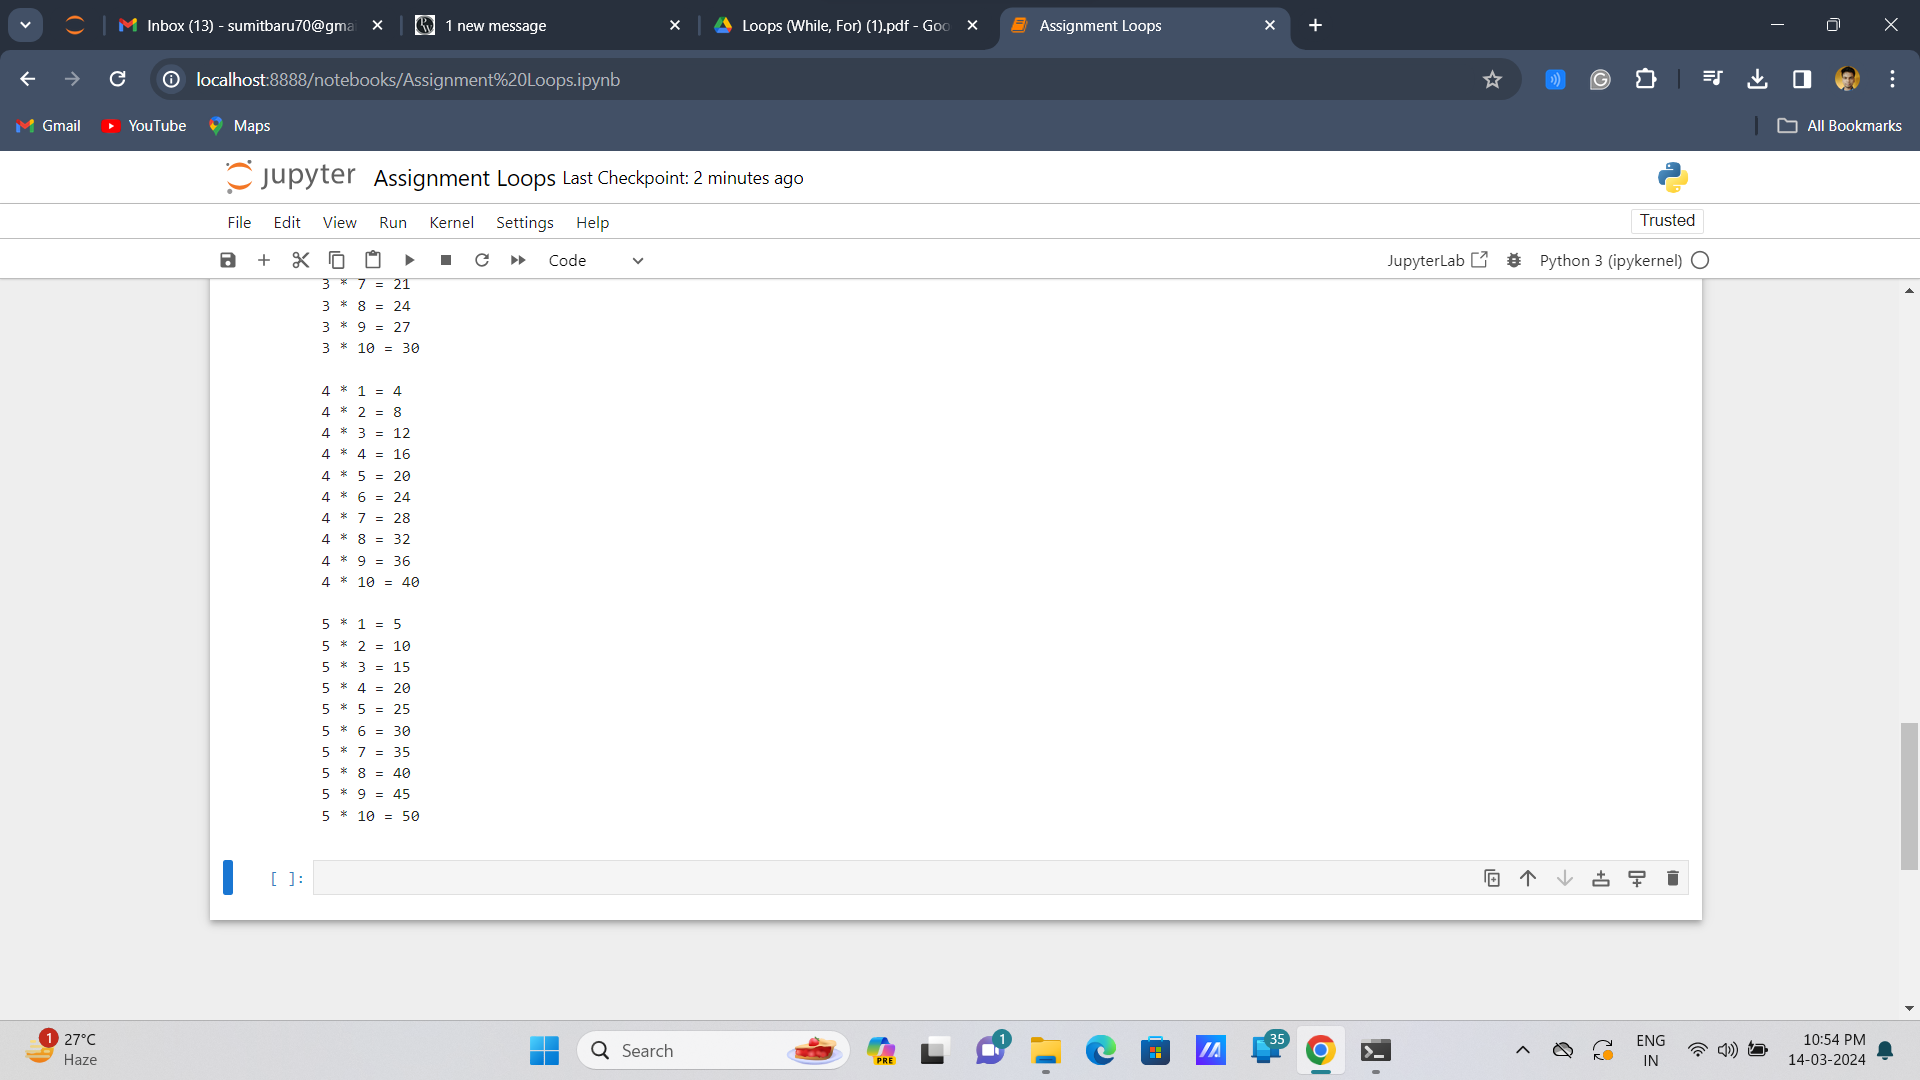 Inbox (13) - sumitbaru70@gmai
1 new message
Loops (While, For) (1).pdf - Goo
Assignment Loops
localhost:8888/notebooks/Assignment%20Loops.ipynb
Gmail YouTube Maps
All Bookmarks
jupyter Assignment Loops Last Checkpoint: 2 minutes ago
File Edit View Run Kernel Settings Help
Trusted
Code
JupyterLab Python 3 (ipykernel)
3 * 7 = 21
3 * 8 = 24
3 * 9 = 27
3 * 10 = 30
4 * 1 = 4
4 * 2 = 8
4 * 3 = 12
4 * 4 = 16
4 * 5 = 20
4 * 6 = 24
4 * 7 = 28
4 * 8 = 32
4 * 9 = 36
4 * 10 = 40
5 * 1 = 5
5 * 2 = 10
5 * 3 = 15
5 * 4 = 20
5 * 5 = 25
5 * 6 = 30
5 * 7 = 35
5 * 8 = 40
5 * 9 = 45
5 * 10 = 50
[ ]:
1
27°C
Haze
Search
PRE
1
35
ENG
IN
10:54 PM
14-03-2024